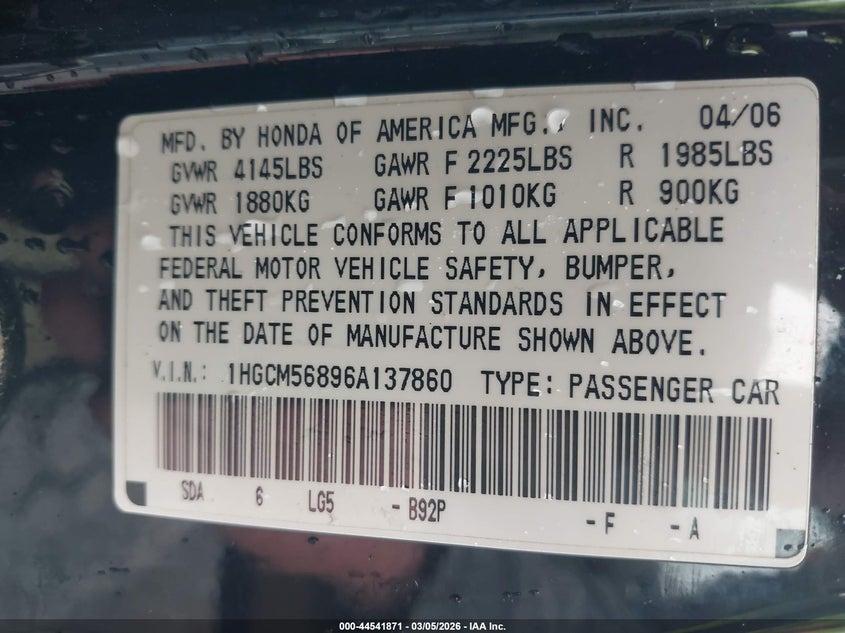 MFD. BY HONDA OF AMERICA MFG., INC. 04/06
GVWR 4145LBS GAWR F 2225LBS R 1985LBS
GVWR 1880KG GAWR F 1010KG R 900KG
THIS VEHICLE CONFORMS TO ALL APPLICABLE
FEDERAL MOTOR VEHICLE SAFETY, BUMPER,
AND THEFT PREVENTION STANDARDS IN EFFECT
ON THE DATE OF MANUFACTURE SHOWN ABOVE.
V.I.N.: 1HGCM56896A137860 TYPE: PASSENGER CAR
SDA 6 LG5 - B92P - F - A
000-44541871 | 03/05/2026 - IAA Inc.